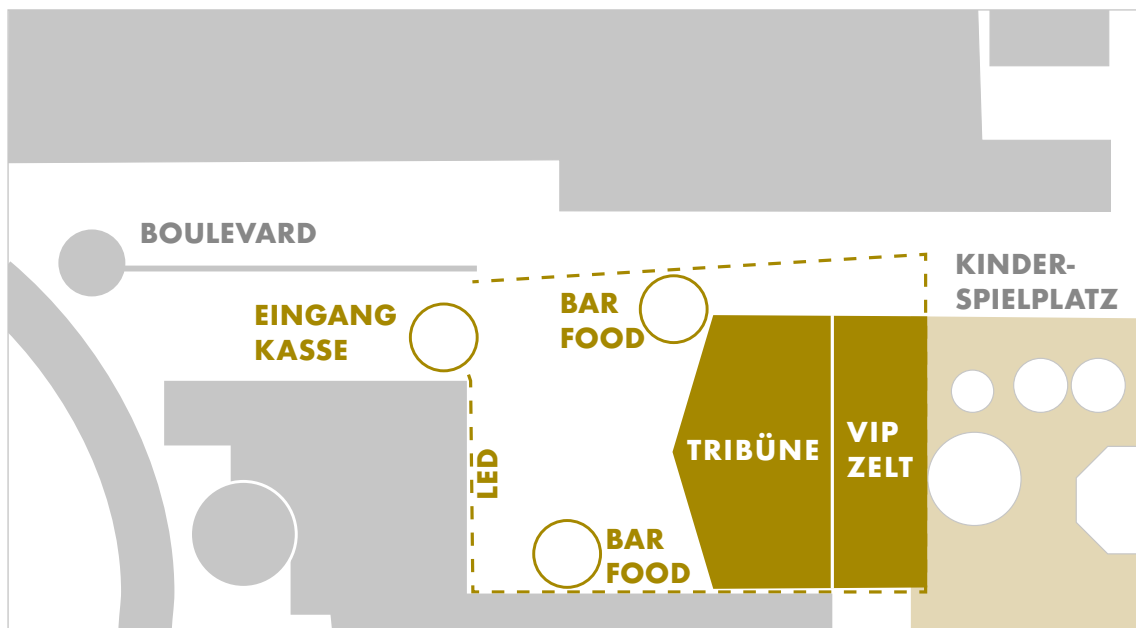 BOULEVARD
EINGANG
KASSE
BAR
FOOD
KINDER-
SPIELPLATZ
TRIBÜNE
VIP
ZELT
LED
BAR
FOOD